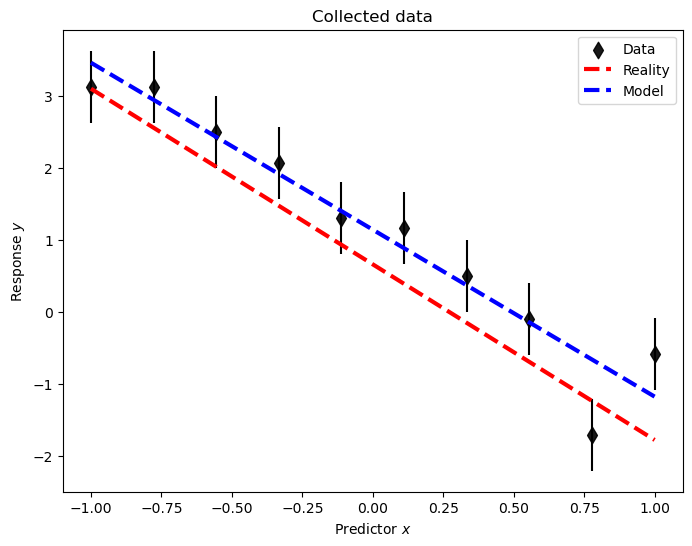 Collected data
Data
Reality
Model
3
2
1
0
−1
−2
Response y
−1.00 −0.75 −0.50 −0.25 0.00 0.25 0.50 0.75 1.00
Predictor x